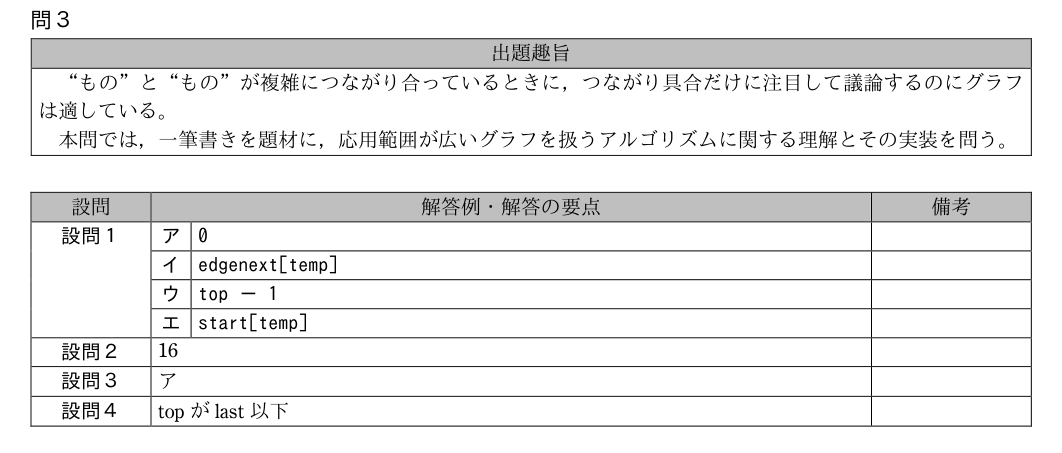 問3
出題趣旨
“もの”と“もの”が複雑につながり合っているときに，つながり具合だけに注目して議論するのにグラフ
は適している。
本問では，一筆書きを題材に，応用範囲が広いグラフを扱うアルゴリズムに関する理解とその実装を問う。
設問 解答例・解答の要点 備考
設問1 ア 0
イ edgenext[temp]
ウ top － 1
エ start[temp]
設問2 16
設問3 ア
設問4 top が last 以下